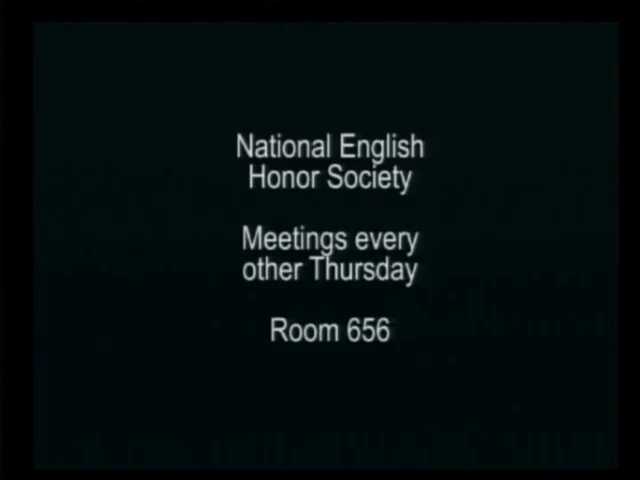 National English
Honor Society
Meetings every
other Thursday
Room 656